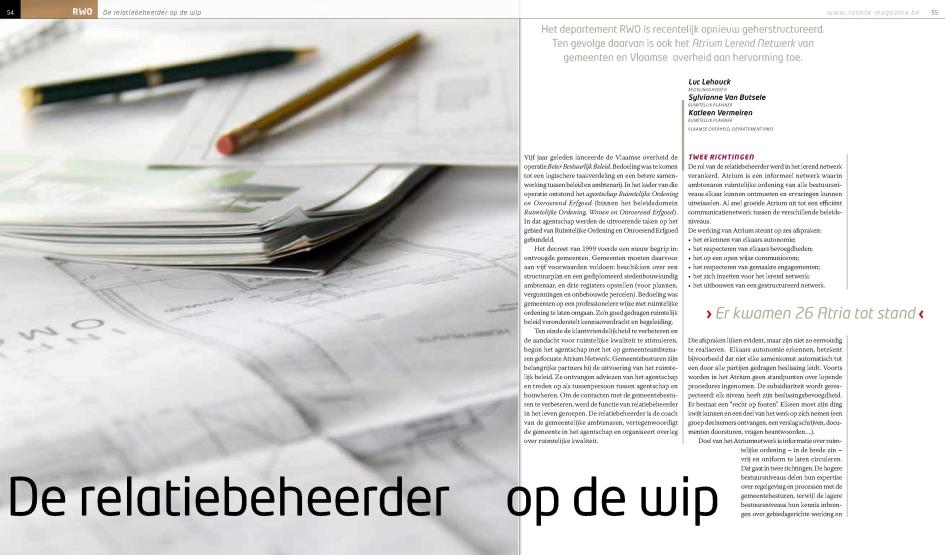 54
RWO
De relatiebeheerder op de wip
www.ruimte-magazine.be
55
Het departement RWO is recentelijk opnieuw geherstructureerd.
Ten gevolge daarvan is ook het Atrium Lerend Netwerk van
gemeenten en Vlaamse overheid aan hervorming toe.
Luc Lehouck
AFDELINGSHOOFD
Sylvianne Van Butsele
RUIMTELIJK PLANNER
Katleen Vermeiren
RUIMTELIJK PLANNER
VLAAMSE OVERHEID, DEPARTEMENT RWO
Vijf jaar geleden lanceerde de Vlaamse overheid de
operatie Beter Bestuurlijk Beleid. Bedoeling was te komen
tot een logischere taakverdeling en een betere samen-
werking tussen beleid en ambtenarij. In het kader van die
operatie ontstond het agentschap Ruimtelijke Ordening
en Onroerend Erfgoed (binnen het beleidsdomein
Ruimtelijke Ordening, Wonen en Onroerend Erfgoed).
In dat agentschap werden de uitvoerende taken op het
gebied van Ruimtelijke Ordening en Onroerend Erfgoed
gebundeld.
Het decreet van 1999 voerde een nieuw begrip in:
ontvoogde gemeenten. Gemeenten moeten daarvoor
aan vijf voorwaarden voldoen: beschikken over een
structuurplan en een gediplomeerd stedenbouwkundig
ambtenaar, en drie registers opstellen (voor plannen,
vergunningen en onbebouwde percelen). Bedoeling was
gemeenten op een professionelere wijze met ruimtelijke
ordening te laten omgaan. Zo'n goed gedragen ruimtelijk
beleid veronderstelt kennisoverdracht en begeleiding.
Ten einde de klantvriendelijkheid te verbeteren en
de aandacht voor ruimtelijke kwaliteit te stimuleren,
begon het agentschap met het op gemeenteambtena-
ren gefocuste Atrium Netwerk. Gemeentebesturen zijn
belangrijke partners bij de uitvoering van het ruimte-
lijk beleid. Ze ontvangen adviezen van het agentschap
en treden op als tussenpersoon tussen agentschap en
bouwheren. Om de contacten met de gemeentebestu-
ren te verbeteren, werd de functie van relatiebeheerder
in het leven geroepen. De relatiebeheerder is de coach
van de gemeentelijke ambtenaren, vertegenwoordigt
de gemeente in het agentschap en organiseert overleg
over ruimtelijke kwaliteit.
TWEE RICHTINGEN
De rol van de relatiebeheerder werd in het lerend netwerk
verankerd. Atrium is een informeel netwerk waarin
ambtenaren ruimtelijke ordening van alle bestuursni-
veaus elkaar kunnen ontmoeten en ervaringen kunnen
uitwisselen. Al snel groeide Atrium uit tot een efficiënt
communicatienetwerk tussen de verschillende beleids-
niveaus.
De werking van Atrium steunt op zes afspraken:
• het erkennen van elkaars autonomie;
• het respecteren van elkaars bevoegdheden;
• het op een open wijze communiceren;
• het respecteren van gemaakte engagementen;
• het zich inzetten voor het lerend netwerk;
• het uitbouwen van een gestructureerd netwerk.
› Er kwamen 26 Atria tot stand ‹
Die afspraken lijken evident, maar zijn niet zo eenvoudig
te realiseren. Elkaars autonomie erkennen, betekent
bijvoorbeeld dat niet elke samenkomst automatisch tot
een door alle partijen gedragen beslissing leidt. Voorts
worden in het Atrium geen standpunten over lopende
procedures ingenomen. De subsidiariteit wordt geres-
pecteerd: elk niveau heeft zijn beslissingsbevoegdheid.
Er bestaat een "recht op fouten". Elkeen moet zijn ding
kwijt kunnen en een deel van het werk op zich nemen (een
groep deelnemers ontvangen, een verslag schrijven, docu-
menten doorsturen, vragen beantwoorden...).
Doel van het Atriumnetwerk is informatie over ruim-
telijke ordening – in de brede zin –
vrij en uniform te laten circuleren.
Dat gaat in twee richtingen. De hogere
bestuursniveaus delen hun expertise
over regelgeving en processen met de
gemeentebesturen, terwijl de lagere
bestuursniveaus hun kennis inbren-
gen over gebiedsgerichte werking en
De relatiebeheerder op de wip